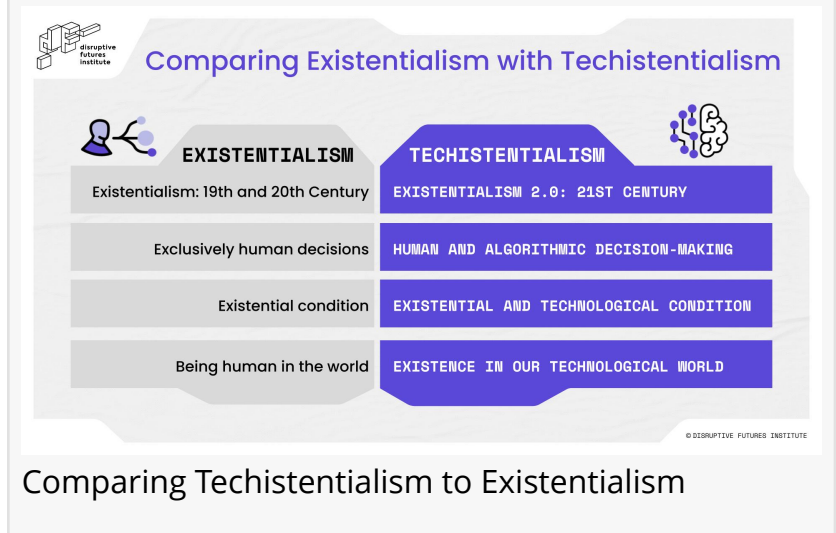 disruptive
futures
institute
Comparing Existentialism with Techistentialism
EXISTENTIALISM
TECHISTENTIALISM
Existentialism: 19th and 20th Century
EXISTENTIALISM 2.0: 21ST CENTURY
Exclusively human decisions
HUMAN AND ALGORITHMIC DECISION-MAKING
Existential condition
EXISTENTIAL AND TECHNOLOGICAL CONDITION
Being human in the world
EXISTENCE IN OUR TECHNOLOGICAL WORLD
© DISRUPTIVE FUTURES INSTITUTE
Comparing Techistentialism to Existentialism